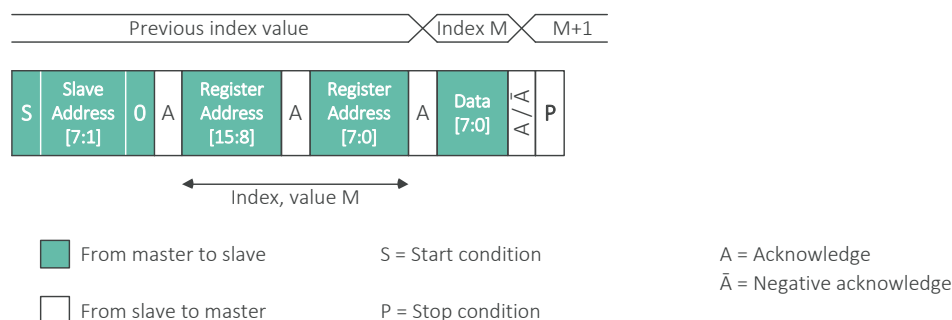 Previous index value
Index M
M+1
S
Slave
Address
[7:1]
0
A
Register
Address
[15:8]
A
Register
Address
[7:0]
A
Data
[7:0]
A / Ā
P
Index, value M
From master to slave
S = Start condition
A = Acknowledge
Ā = Negative acknowledge
From slave to master
P = Stop condition